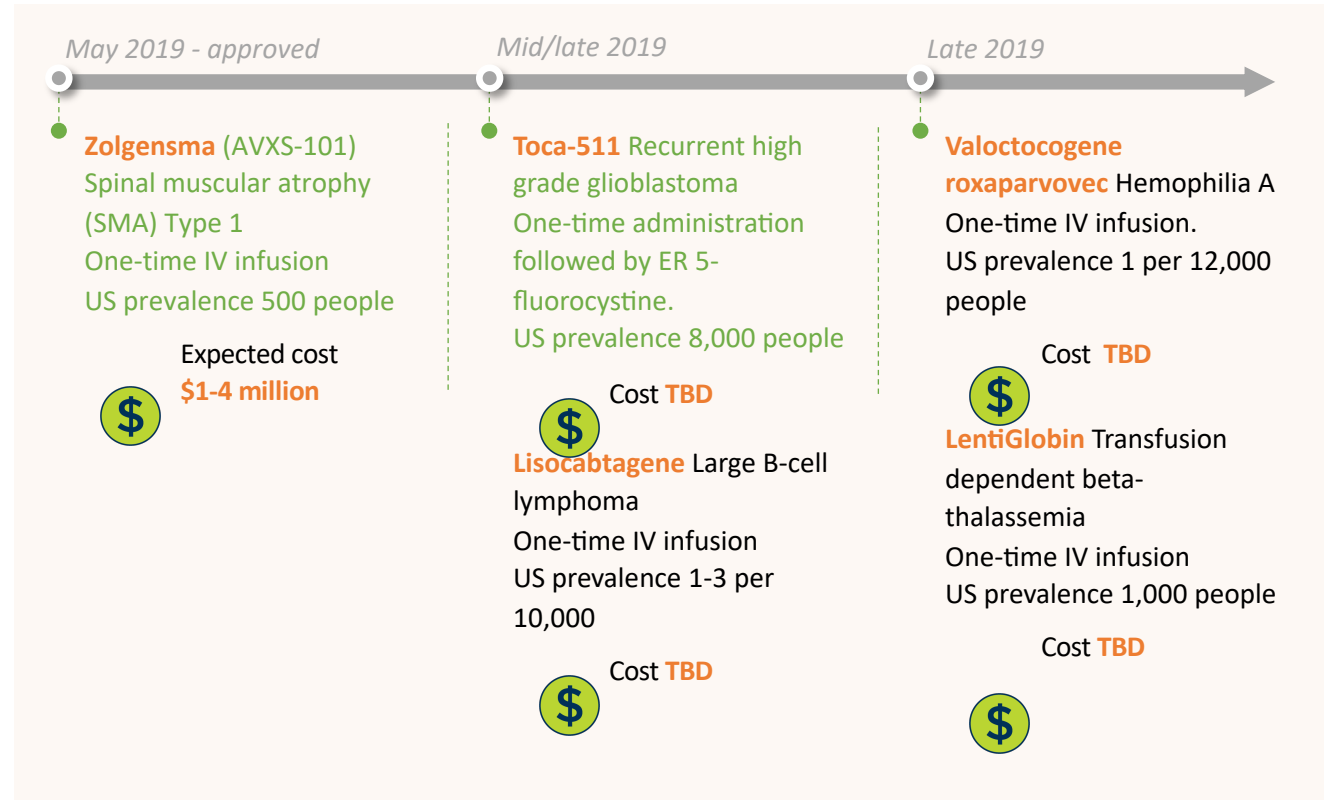 May 2019 - approved
Zolgensma (AVXS-101)
Spinal muscular atrophy
(SMA) Type 1
One-time IV infusion
US prevalence 500 people
Expected cost
$1-4 million
$
Mid/late 2019
Toca-511 Recurrent high
grade glioblastoma
One-time administration
followed by ER 5-
fluorocystine.
US prevalence 8,000 people
Cost TBD
$
Lisocabtagene Large B-cell
lymphoma
One-time IV infusion
US prevalence 1-3 per
10,000
Cost TBD
$
Late 2019
Valoctocogene
roxaparvovec Hemophilia A
One-time IV infusion.
US prevalence 1 per 12,000
people
Cost TBD
$
LentiGlobin Transfusion
dependent beta-
thalassemia
One-time IV infusion
US prevalence 1,000 people
Cost TBD
$